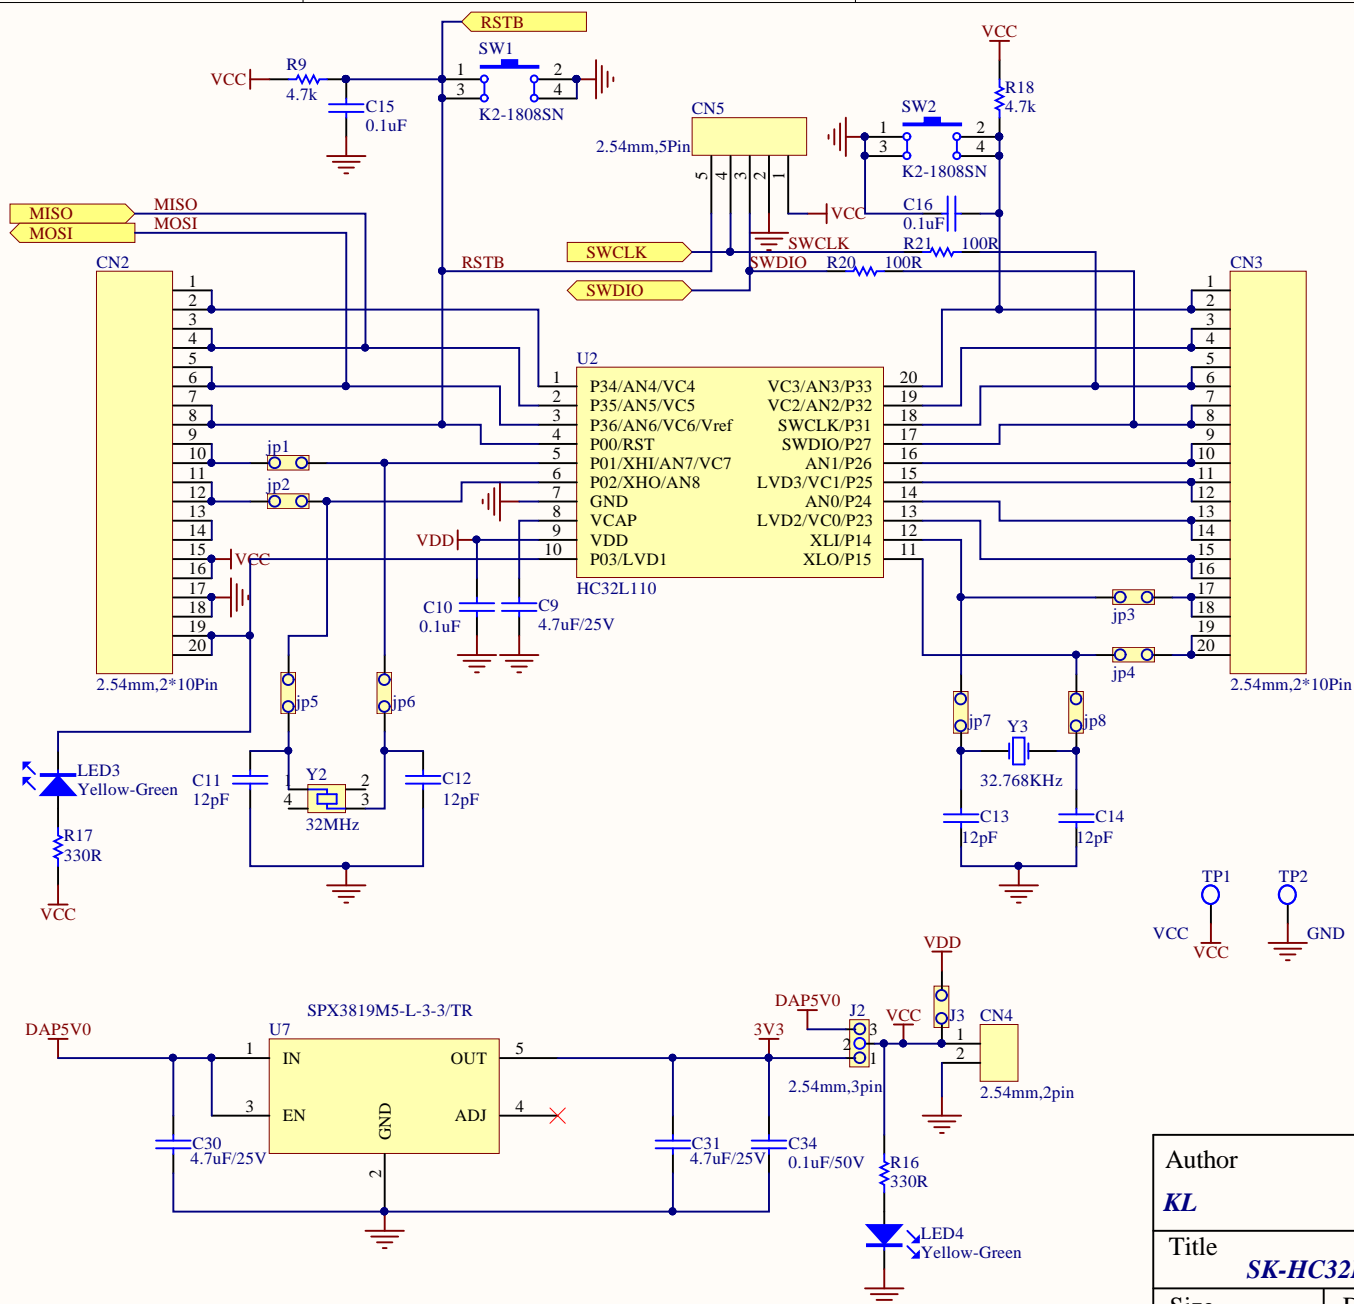 RSTB
SW1
VCC R9 1 2
4.7k 3 4
K2-1808SN
C15
0.1uF
VCC
R18
4.7k
CN5
2.54mm,5Pin
5 4 3 2 1
VCC
SW2
1 2
3 4
K2-1808SN
C16
0.1uF
MISO MISO
MOSI MOSI
SWCLK SWCLK R21 100R
RSTB SWDIO R20 100R
SWDIO
CN2
1
2
3
4
5
6
7
8
9
10
11
12
13
14
15
16
17
18
19
20
2.54mm,2*10Pin
VCC
jp1
jp2
U2
1 P34/AN4/VC4 VC3/AN3/P33 20
2 P35/AN5/VC5 VC2/AN2/P32 19
3 P36/AN6/VC6/Vref SWCLK/P31 18
4 P00/RST SWDIO/P27 17
5 P01/XHI/AN7/VC7 AN1/P26 16
6 P02/XHO/AN8 LVD3/VC1/P25 15
7 GND AN0/P24 14
8 VCAP LVD2/VC0/P23 13
9 VDD XLI/P14 12
10 P03/LVD1 XLO/P15 11
HC32L110
VDD
C10
0.1uF
C9
4.7uF/25V
CN3
1
2
3
4
5
6
7
8
9
10
11
12
13
14
15
16
17
18
19
20
2.54mm,2*10Pin
jp3
jp4
jp5
jp6
jp7
jp8
LED3
Yellow-Green
R17
330R
VCC
C11
12pF
Y2
1 2
4 3
32MHz
C12
12pF
Y3
32.768KHz
C13
12pF
C14
12pF
TP1
VCC
VCC
TP2
GND
SPX3819M5-L-3-3/TR
DAP5V0
U7
1 IN OUT 5
3 EN ADJ 4
GND
2
C30
4.7uF/25V
C31
4.7uF/25V
3V3
C34
0.1uF/50V
DAP5V0
J2
3
2
1
2.54mm,3pin
VCC
VDD
J3
CN4
1
2
2.54mm,2pin
R16
330R
LED4
Yellow-Green
Author
KL
Title